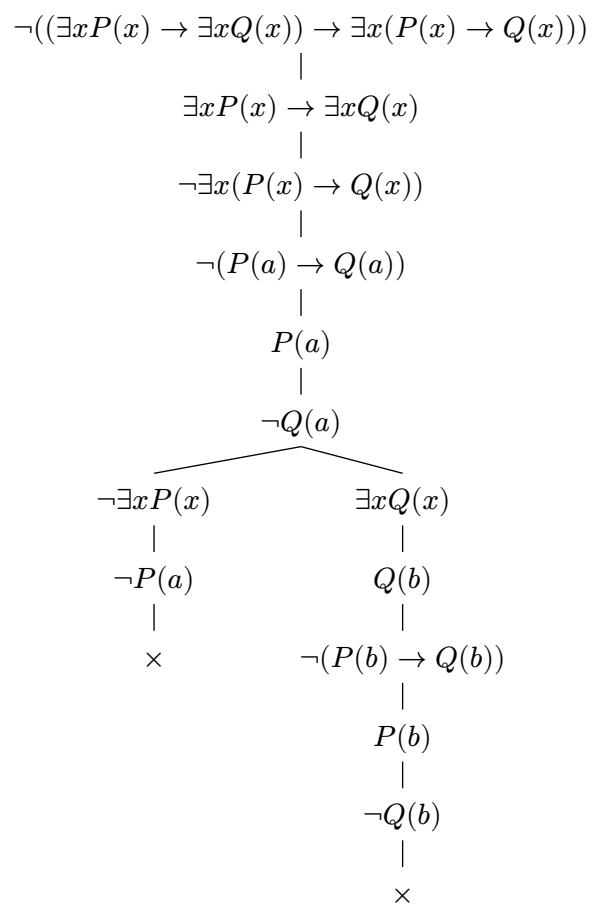 ¬((∃xP(x) → ∃xQ(x)) → ∃x(P(x) → Q(x)))
∃xP(x) → ∃xQ(x)
¬∃x(P(x) → Q(x))
¬(P(a) → Q(a))
P(a)
¬Q(a)
¬∃xP(x) ∃xQ(x)
¬P(a) Q(b)
× ¬(P(b) → Q(b))
P(b)
¬Q(b)
×